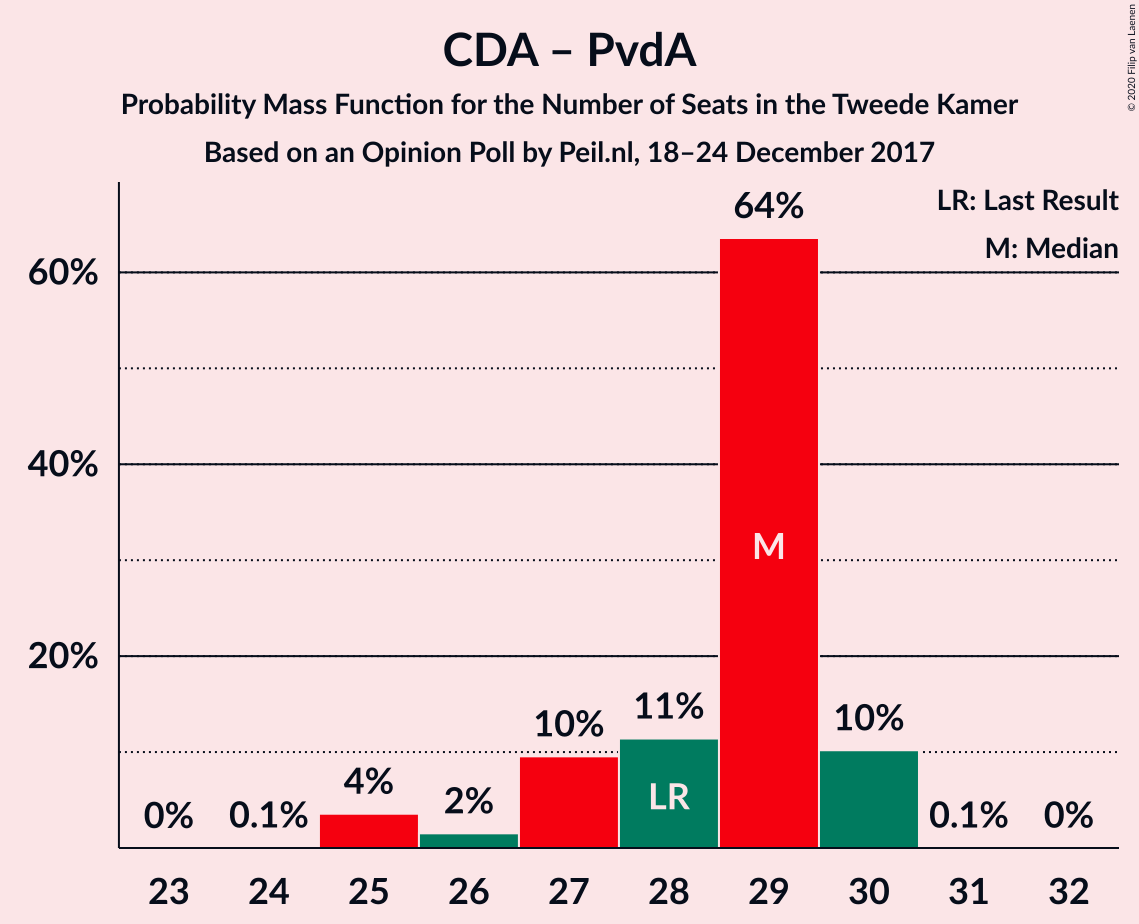 CDA – PvdA
Probability Mass Function for the Number of Seats in the Tweede Kamer
Based on an Opinion Poll by Peil.nl, 18–24 December 2017
© 2020 Filip van Laenen
LR: Last Result
M: Median
60%
40%
20%
0%
0.1%
4%
2%
10%
11%
64%
10%
0.1%
0%
LR
M
23 24 25 26 27 28 29 30 31 32